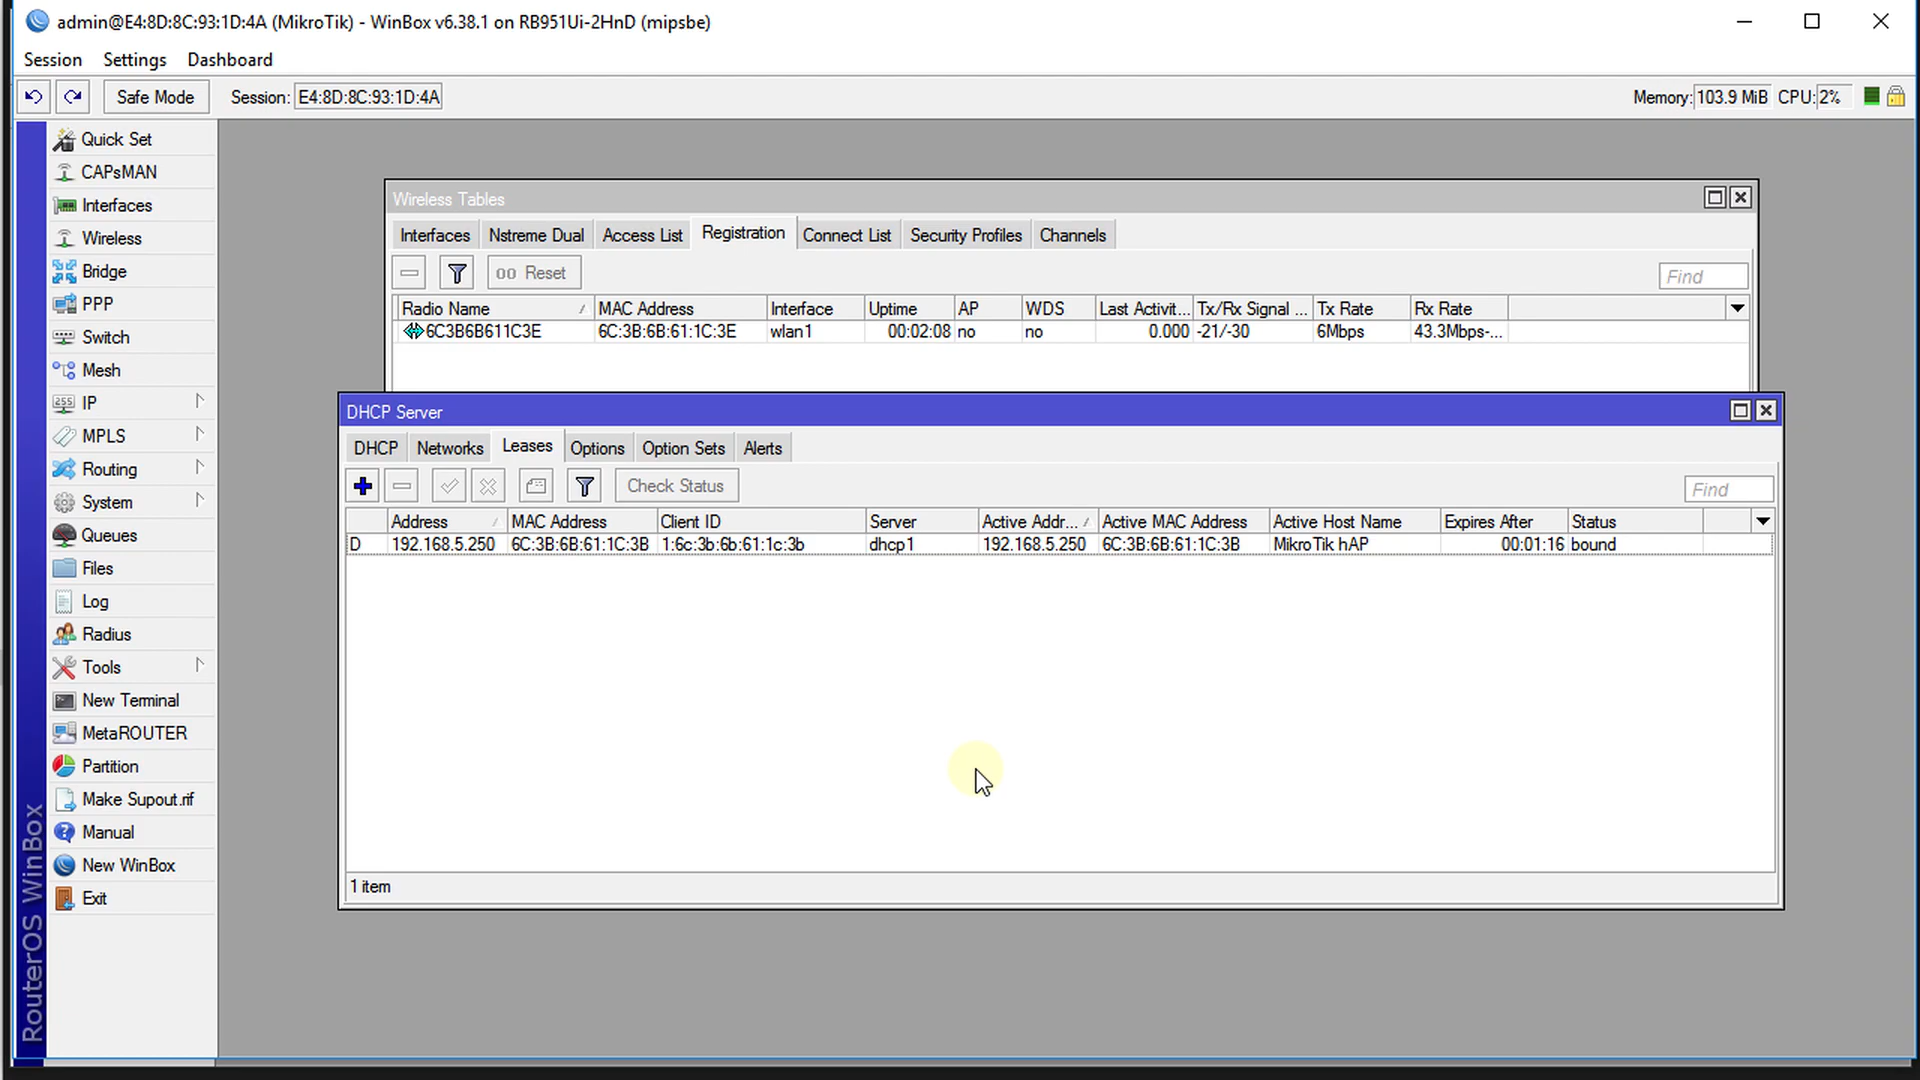 admin@E4:8D:8C:93:1D:4A (MikroTik) - WinBox v6.38.1 on RB951Ui-2HnD (mipsbe)
Session Settings Dashboard
Safe Mode Session: E4:8D:8C:93:1D:4A Memory: 103.9 MiB CPU: 2%
Quick Set
CAPsMAN
Interfaces
Wireless
Bridge
PPP
Switch
Mesh
IP
MPLS
Routing
System
Queues
Files
Log
Radius
Tools
New Terminal
MetaROUTER
Partition
Make Supout.rif
Manual
New WinBox
Exit
RouterOS WinBox
Wireless Tables
Interfaces Nstreme Dual Access List Registration Connect List Security Profiles Channels
00 Reset Find
Radio Name MAC Address Interface Uptime AP WDS Last Activit... Tx/Rx Signal ... Tx Rate Rx Rate
6C3B6B611C3E 6C:3B:6B:61:1C:3E wlan1 00:02:08 no no 0.000 -21/-30 6Mbps 43.3Mbps-...
DHCP Server
DHCP Networks Leases Options Option Sets Alerts
Check Status Find
Address MAC Address Client ID Server Active Addr... Active MAC Address Active Host Name Expires After Status
D 192.168.5.250 6C:3B:6B:61:1C:3B 1:6c:3b:6b:61:1c:3b dhcp1 192.168.5.250 6C:3B:6B:61:1C:3B MikroTik hAP 00:01:16 bound
1 item